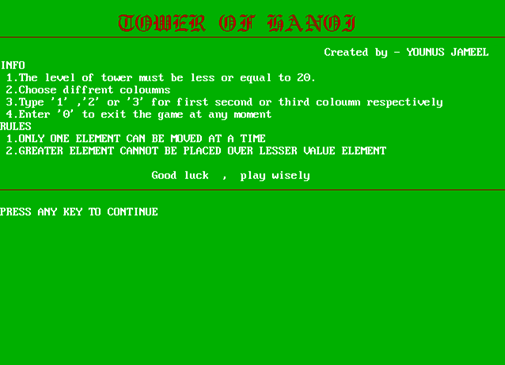 TOWER OF HANOI
Created by - YOUNUS JAMEEL
INFO
1.The level of tower must be less or equal to 20.
2.Choose diffrent coloumns
3.Type '1' ,'2' or '3' for first second or third coloumn respectively
4.Enter '0' to exit the game at any moment
RULES
1.ONLY ONE ELEMENT CAN BE MOVED AT A TIME
2.GREATER ELEMENT CANNOT BE PLACED OVER LESSER VALUE ELEMENT
Good luck , play wisely
PRESS ANY KEY TO CONTINUE